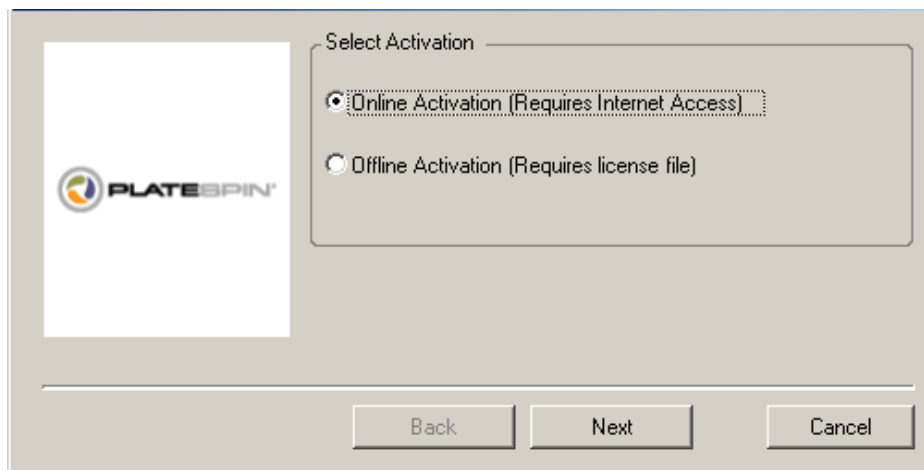 Select Activation
Online Activation (Requires Internet Access)
Offline Activation (Requires license file)
PLATESPIN
Back
Next
Cancel